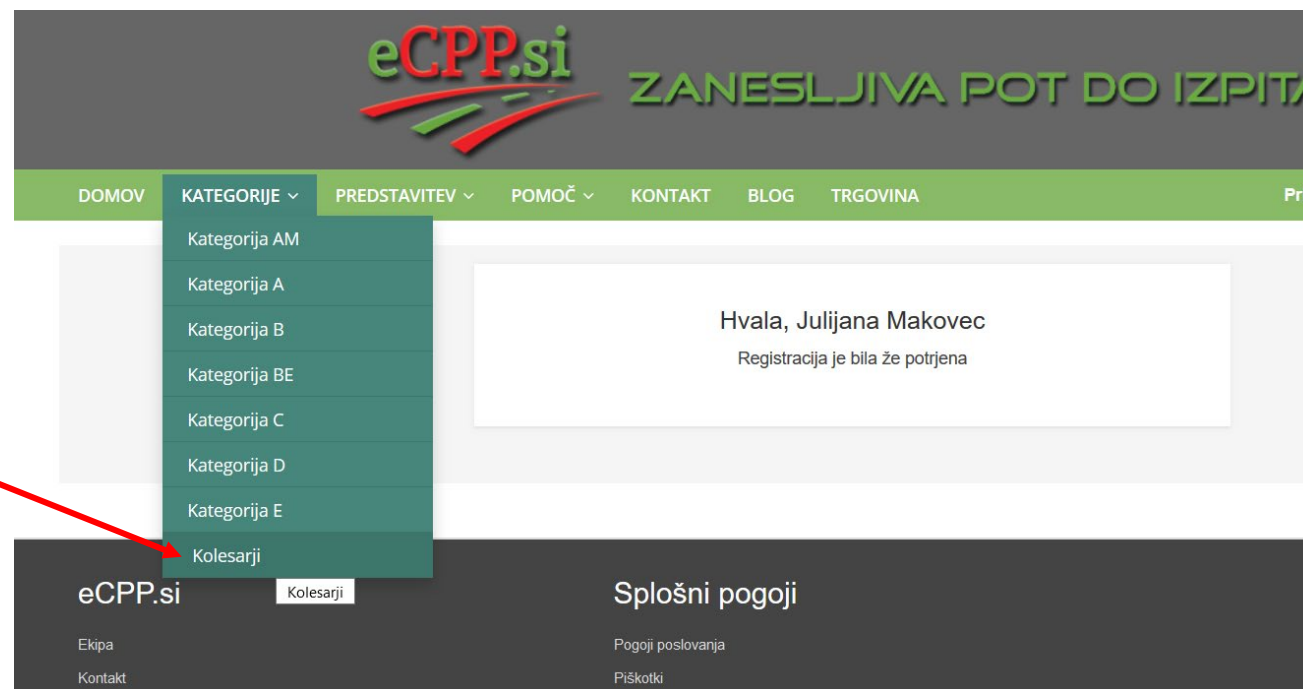 eCPP.si
ZANESLJIVA POT DO IZPITA
DOMOV KATEGORIJE PREDSTAVITEV POMOČ KONTAKT BLOG TRGOVINA Pr
Kategorija AM
Kategorija A
Kategorija B
Kategorija BE
Kategorija C
Kategorija D
Kategorija E
Kolesarji
Kolesarji
Hvala, Julijana Makovec
Registracija je bila že potrjena
eCPP.si
Ekipa
Kontakt
Splošni pogoji
Pogoji poslovanja
Piškotki